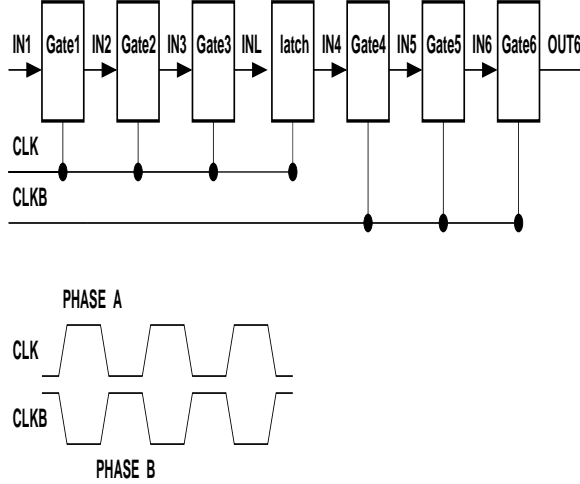 IN1 Gate1 IN2 Gate2 IN3 Gate3 INL latch IN4 Gate4 IN5 Gate5 IN6 Gate6 OUT6
CLK
CLKB
PHASE A
CLK
CLKB
PHASE B